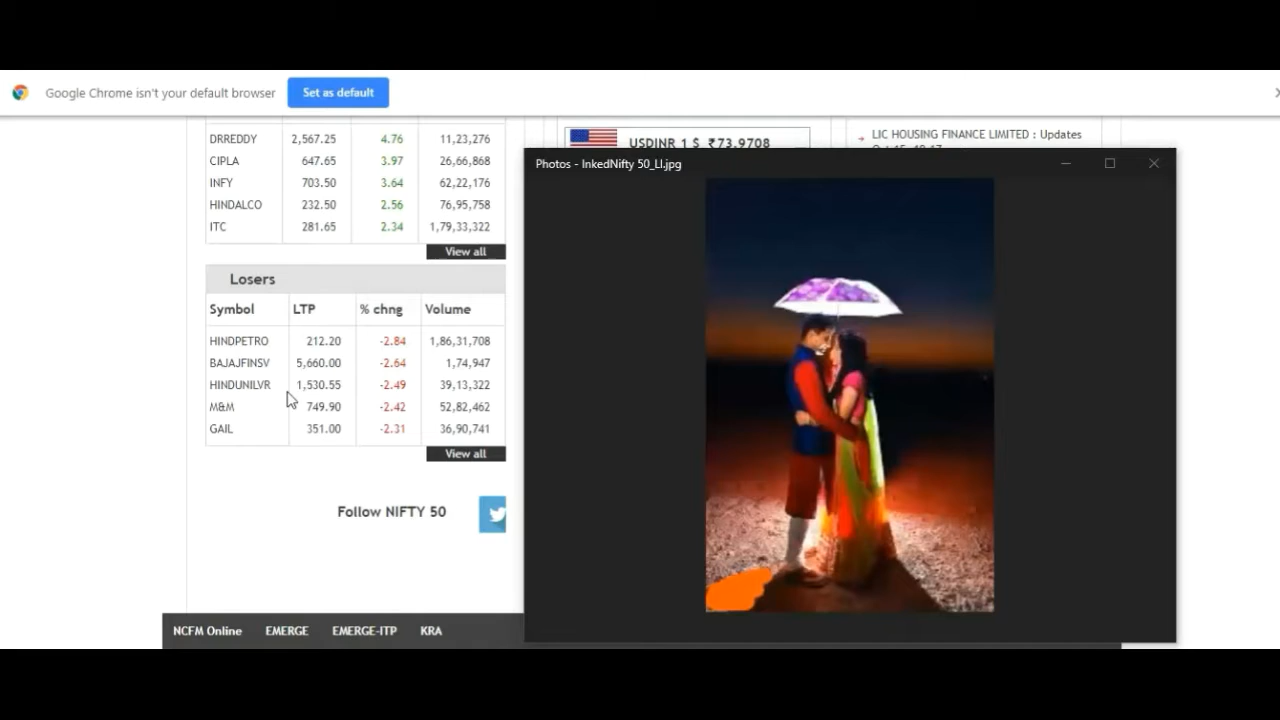 Google Chrome isn't your default browser Set as default
DRREDDY 2,567.25 4.76 11,23,276
CIPLA 647.65 3.97 26,66,868
INFY 703.50 3.64 62,22,176
HINDALCO 232.50 2.56 76,95,758
ITC 281.65 2.34 1,79,33,322
View all
Losers
Symbol LTP % chng Volume
HINDPETRO 212.20 -2.84 1,86,31,708
BAJAJFINSV 5,660.00 -2.64 1,74,947
HINDUNILVR 1,530.55 -2.49 39,13,322
M&M 749.90 -2.42 52,82,462
GAIL 351.00 -2.31 36,90,741
View all
Follow NIFTY 50
NCFM Online EMERGE EMERGE-ITP KRA
USDINR 1 $ ₹73.9708
LIC HOUSING FINANCE LIMITED : Updates
Photos - InkedNifty 50_LI.jpg